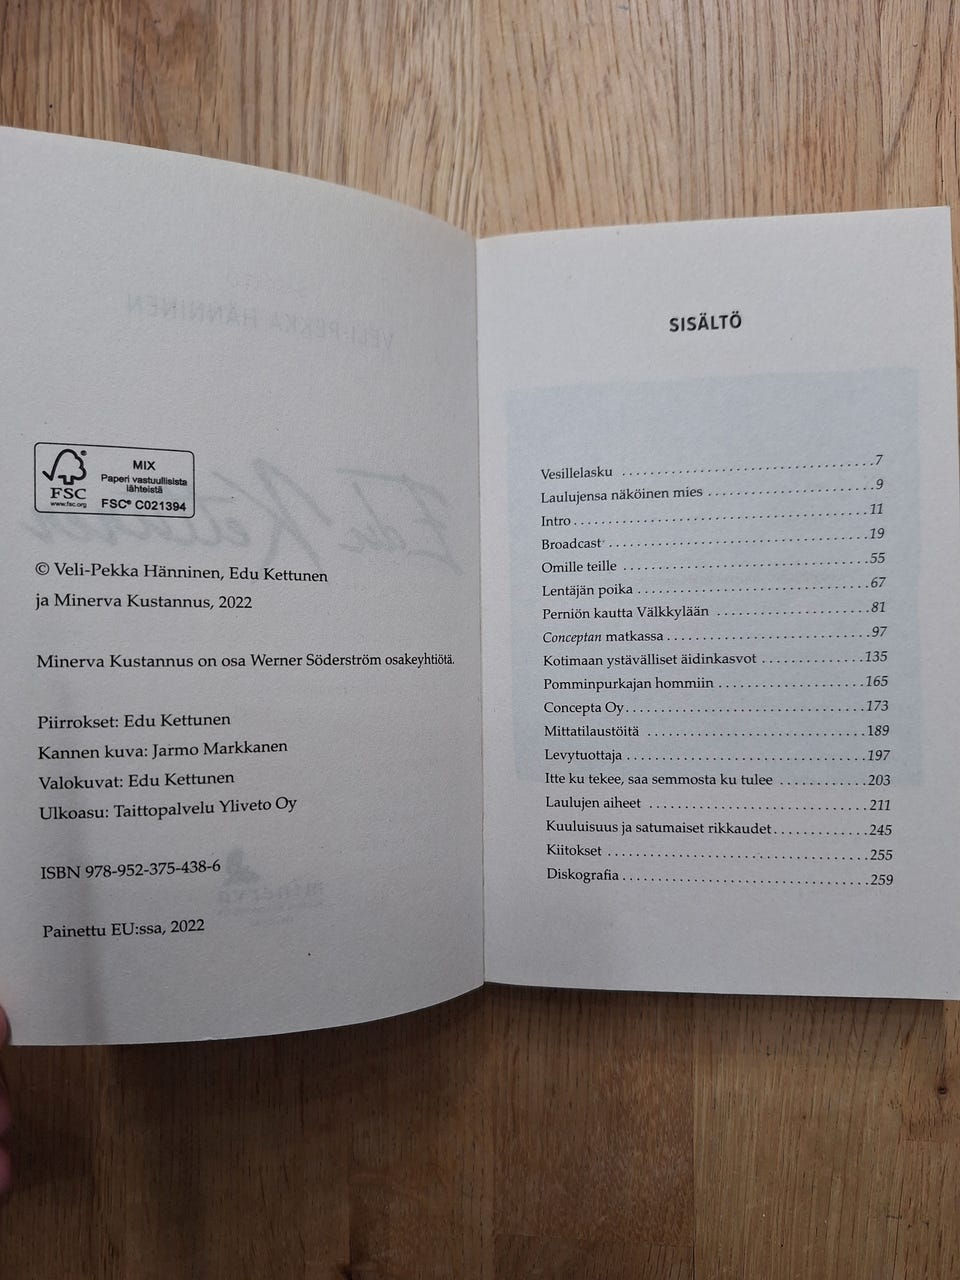 MIX
Paperi vastuullisista
lähteistä
FSC® C021394
FSC
www.fsc.org
© Veli-Pekka Hänninen, Edu Kettunen
ja Minerva Kustannus, 2022
Minerva Kustannus on osa Werner Söderström osakeyhtiötä.
Piirrokset: Edu Kettunen
Kannen kuva: Jarmo Markkanen
Valokuvat: Edu Kettunen
Ulkoasu: Taittopalvelu Yliveto Oy
ISBN 978-952-375-438-6
Painettu EU:ssa, 2022
SISÄLTÖ
Vesillelasku 7
Laulujensa näköinen mies 9
Intro 11
Broadcast 19
Omille teille 55
Lentäjän poika 67
Perniön kautta Välkkylään 81
Conceptan matkassa 97
Kotimaan ystävälliset äidinkasvot 135
Pomminpurkajan hommiin 165
Concepta Oy 173
Mittatilaustöitä 189
Levytuottaja 197
Itte ku tekee, saa semmosta ku tulee 203
Laulujen aiheet 211
Kuuluisuus ja satumaiset rikkaudet 245
Kiitokset 255
Diskografia 259